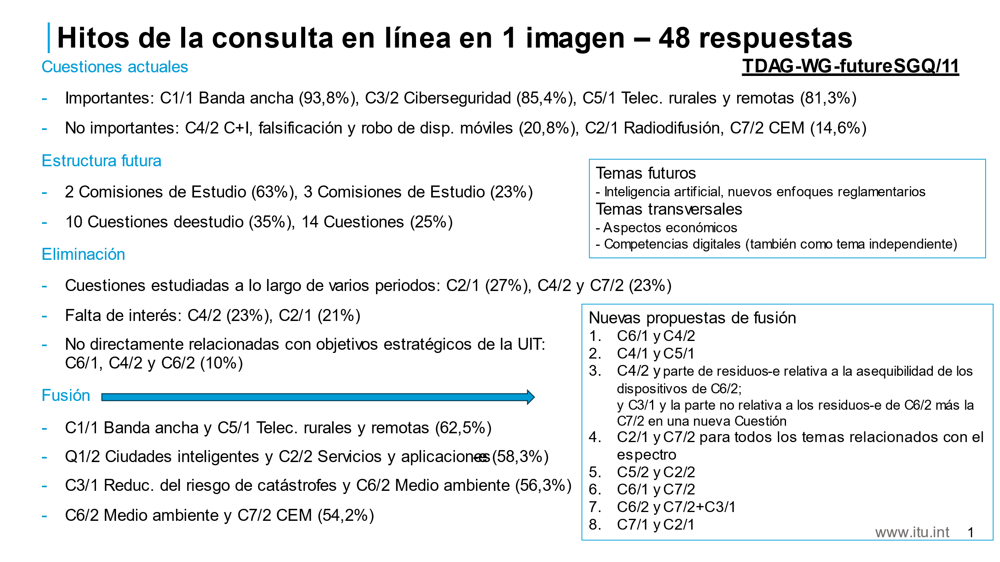 Hitos de la consulta en línea en 1 imagen – 48 respuestas
Cuestiones actuales
TDAG-WG-futureSGQ/11
- Importantes: C1/1 Banda ancha (93,8%), C3/2 Ciberseguridad (85,4%), C5/1 Telec. rurales y remotas (81,3%)
- No importantes: C4/2 C+I, falsificación y robo de disp. móviles (20,8%), C2/1 Radiodifusión, C7/2 CEM (14,6%)
Estructura futura
- 2 Comisiones de Estudio (63%), 3 Comisiones de Estudio (23%)
- 10 Cuestiones deestudio (35%), 14 Cuestiones (25%)
Temas futuros
- Inteligencia artificial, nuevos enfoques reglamentarios
Temas transversales
- Aspectos económicos
- Competencias digitales (también como tema independiente)
Eliminación
- Cuestiones estudiadas a lo largo de varios periodos: C2/1 (27%), C4/2 y C7/2 (23%)
- Falta de interés: C4/2 (23%), C2/1 (21%)
- No directamente relacionadas con objetivos estratégicos de la UIT:
C6/1, C4/2 y C6/2 (10%)
Fusión
- C1/1 Banda ancha y C5/1 Telec. rurales y remotas (62,5%)
- Q1/2 Ciudades inteligentes y C2/2 Servicios y aplicaciones-e (58,3%)
- C3/1 Reduc. del riesgo de catástrofes y C6/2 Medio ambiente (56,3%)
- C6/2 Medio ambiente y C7/2 CEM (54,2%)
Nuevas propuestas de fusión
1. C6/1 y C4/2
2. C4/1 y C5/1
3. C4/2 y parte de residuos-e relativa a la asequibilidad de los
dispositivos de C6/2;
y C3/1 y la parte no relativa a los residuos-e de C6/2 más la
C7/2 en una nueva Cuestión
4. C2/1 y C7/2 para todos los temas relacionados con el
espectro
5. C5/2 y C2/2
6. C6/1 y C7/2
7. C6/2 y C7/2+C3/1
8. C7/1 y C2/1
www.itu.int 1